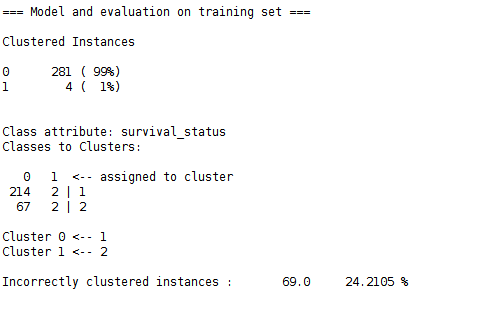 === Model and evaluation on training set ===
Clustered Instances
0      281 ( 99%)
1        4 (  1%)
Class attribute: survival_status
Classes to Clusters:
   0   1  <-- assigned to cluster
 214   2 | 1
  67   2 | 2
Cluster 0 <-- 1
Cluster 1 <-- 2
Incorrectly clustered instances :       69.0     24.2105 %